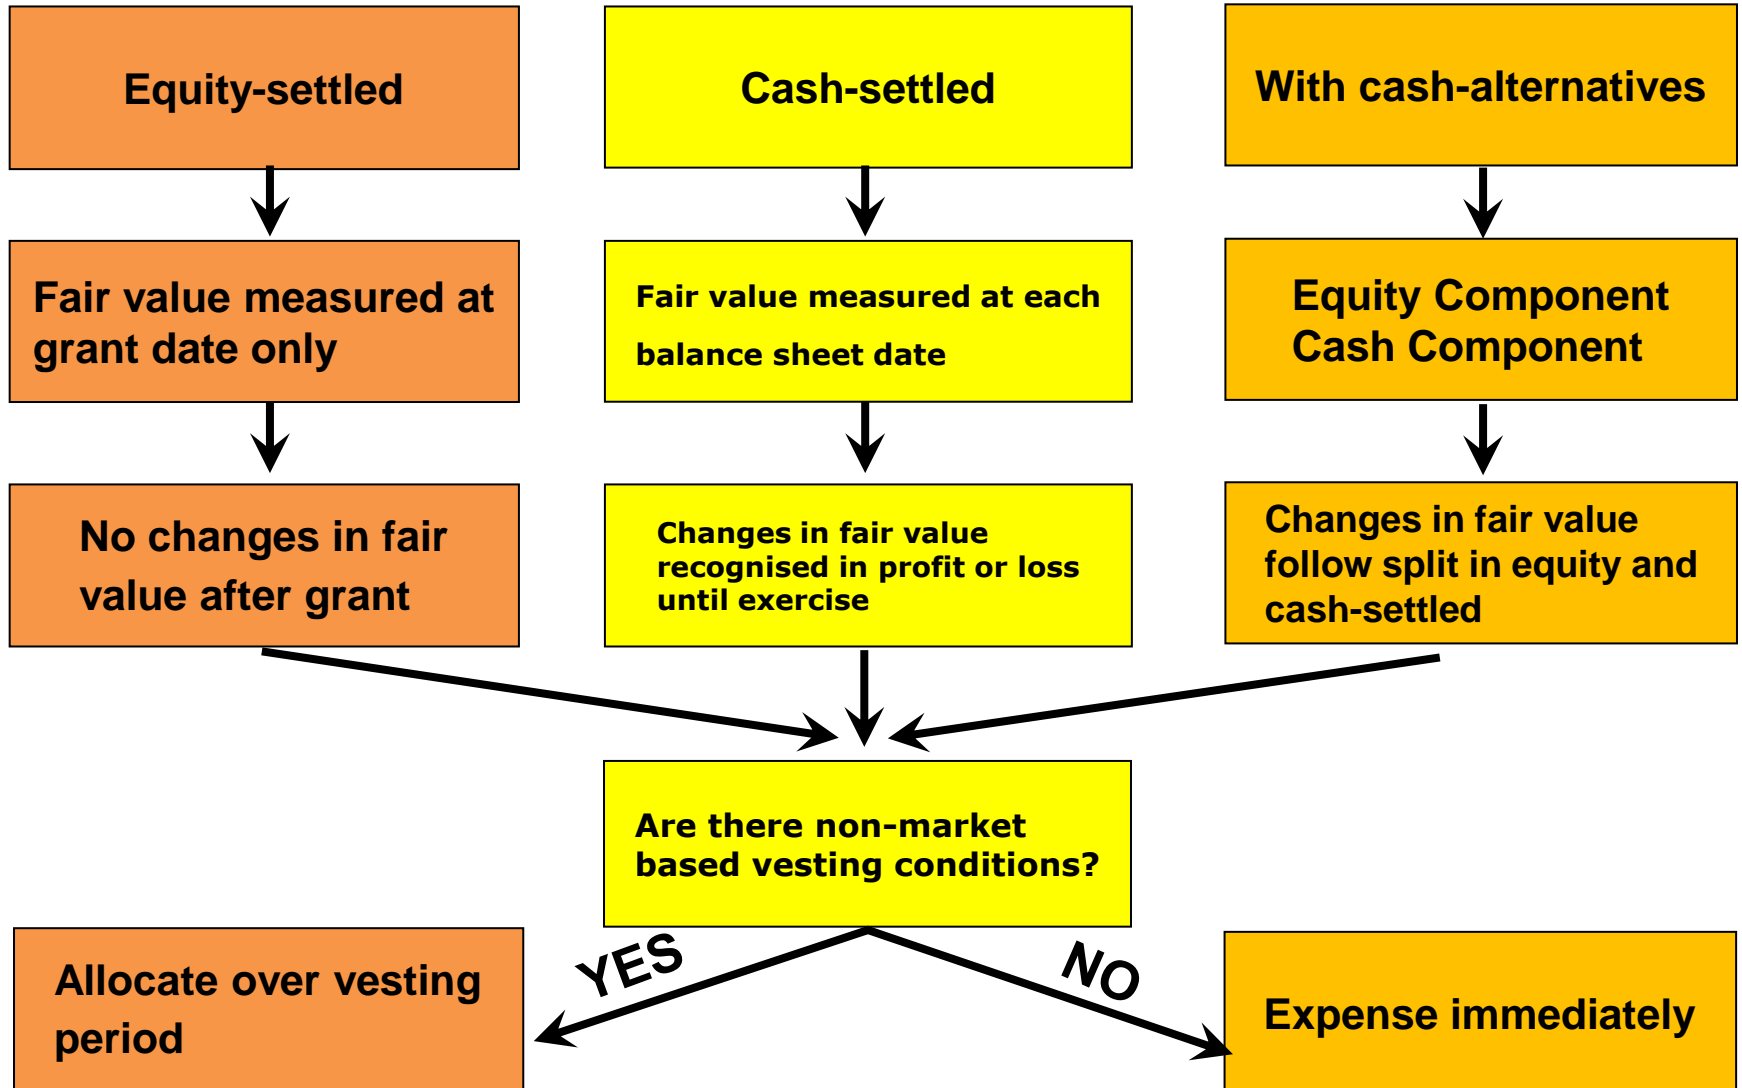 Equity-settled
Cash-settled
With cash-alternatives
Fair value measured at
grant date only
Fair value measured at each
balance sheet date
Equity Component
Cash Component
No changes in fair
value after grant
Changes in fair value
recognised in profit or loss
until exercise
Changes in fair value
follow split in equity and
cash-settled
Are there non-market
based vesting conditions?
YES
NO
Allocate over vesting
period
Expense immediately